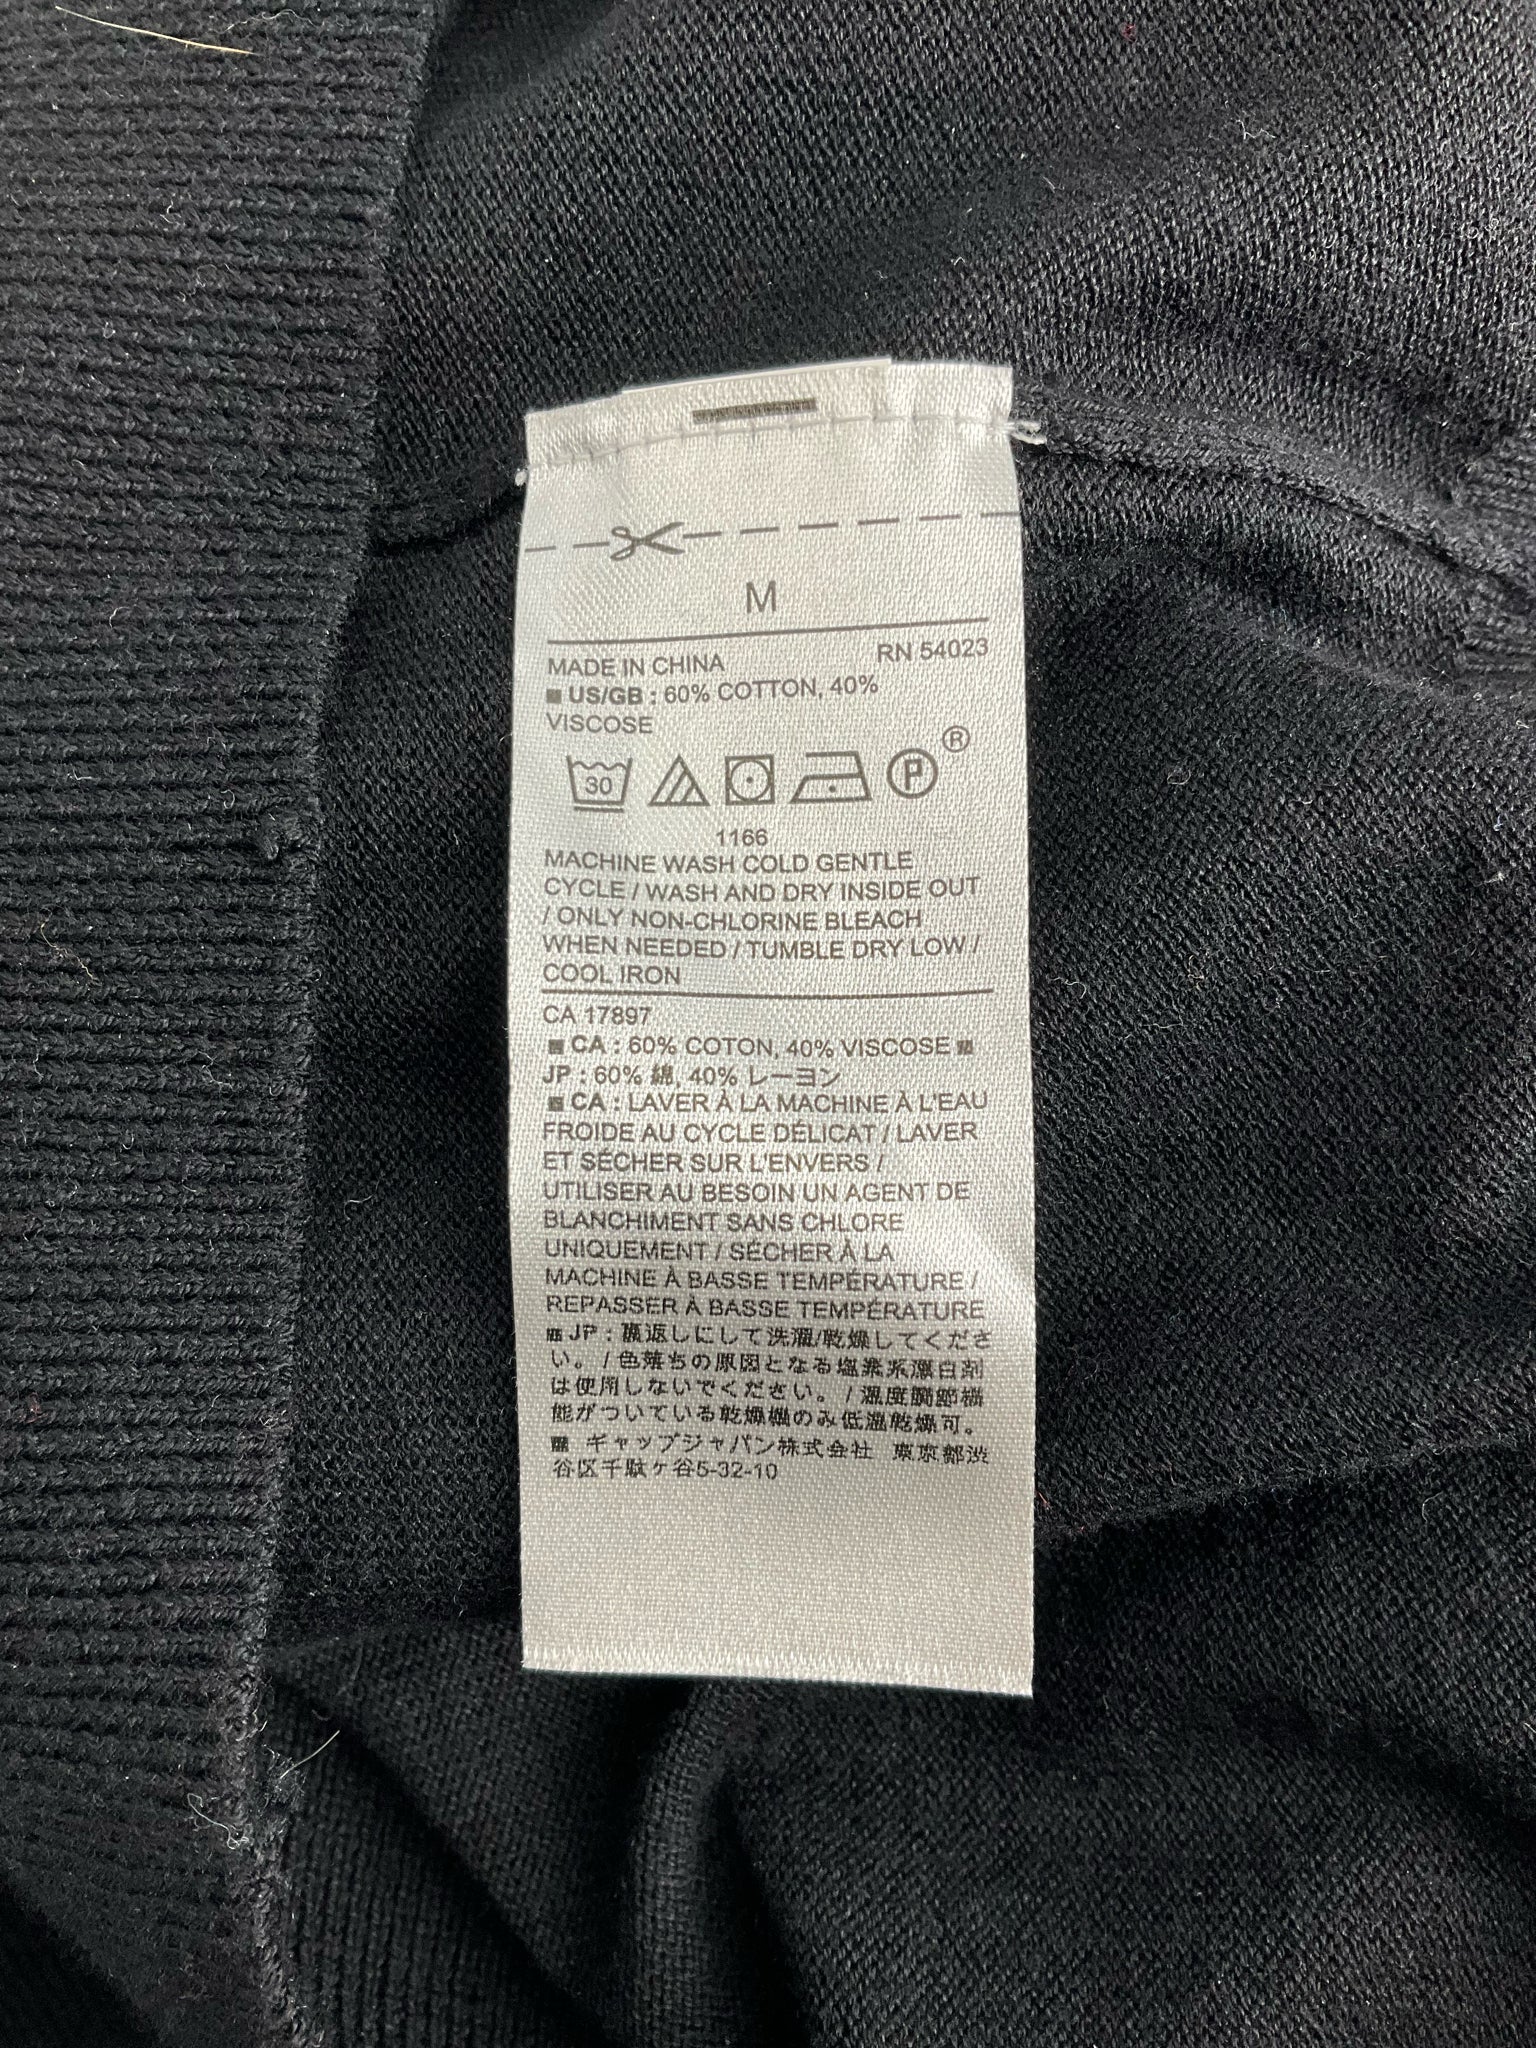 M
MADE IN CHINA RN 54023
US/GB : 60% COTTON, 40%
VISCOSE
30 P ®
1166
MACHINE WASH COLD GENTLE
CYCLE / WASH AND DRY INSIDE OUT
/ ONLY NON-CHLORINE BLEACH
WHEN NEEDED / TUMBLE DRY LOW /
COOL IRON
CA 17897
CA : 60% COTON, 40% VISCOSE
JP : 60% 綿, 40% レーヨン
CA : LAVER À LA MACHINE À L'EAU
FROIDE AU CYCLE DÉLICAT / LAVER
ET SÉCHER SUR L'ENVERS /
UTILISER AU BESOIN UN AGENT DE
BLANCHIMENT SANS CHLORE
UNIQUEMENT / SÉCHER À LA
MACHINE À BASSE TEMPÉRATURE /
REPASSER À BASSE TEMPÉRATURE
JP : 裏返しにして洗濯/乾燥してくださ
い。 / 色落ちの原因となる塩素系漂白剤
は使用しないでください。 / 温度調節機
能がついている乾燥機のみ低温乾燥可。
ギャップジャパン株式会社 東京都渋
谷区千駄ケ谷5-32-10